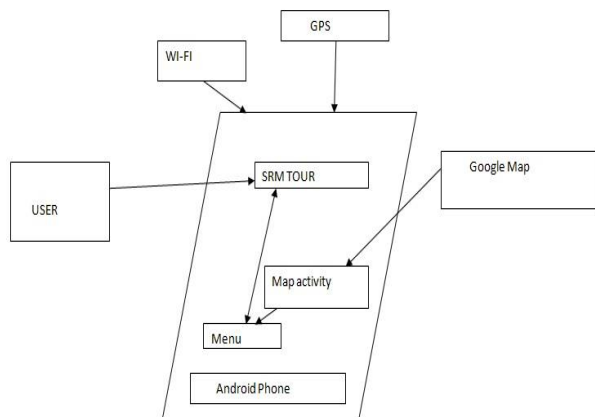 GPS
WI-FI
SRM TOUR
Google Map
USER
Map activity
Menu
Android Phone